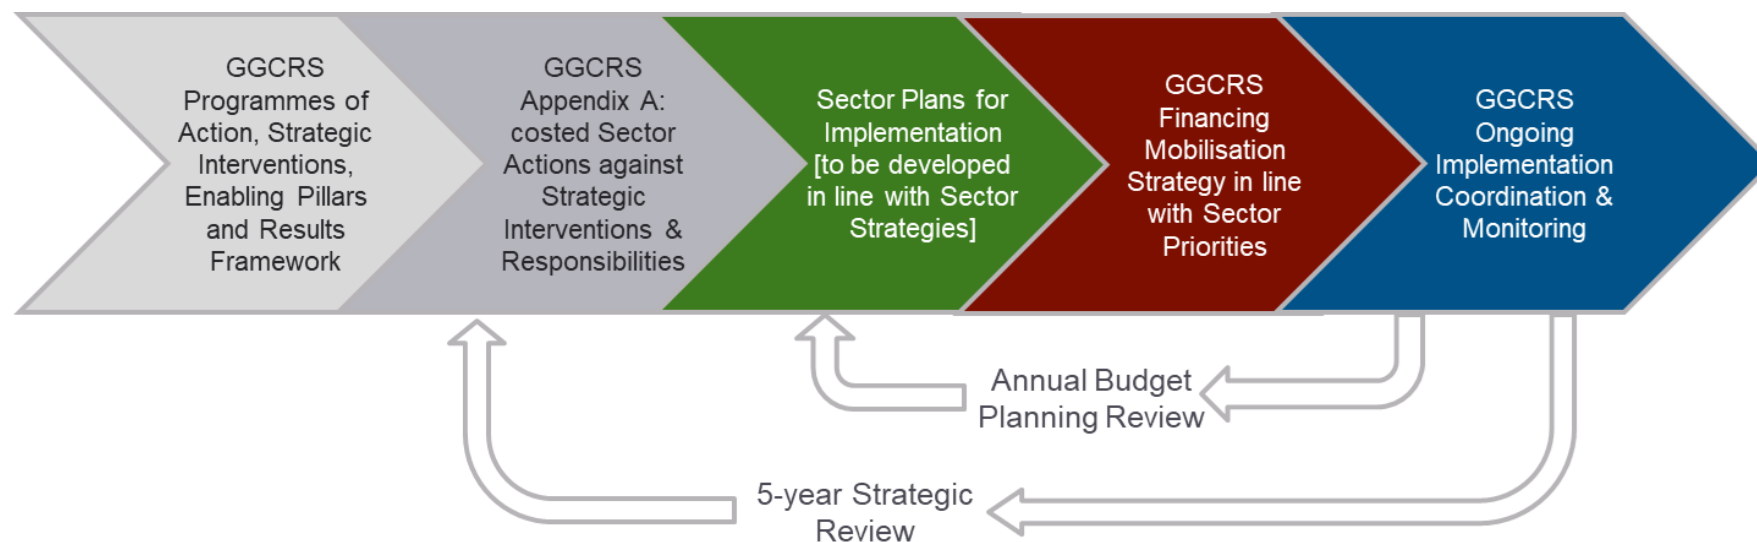 GGCRS
Programmes of
Action, Strategic
Interventions,
Enabling Pillars
and Results
Framework
GGCRS
Appendix A:
costed Sector
Actions against
Strategic
Interventions &
Responsibilities
Sector Plans for
Implementation
[to be developed
in line with Sector
Strategies]
GGCRS
Financing
Mobilisation
Strategy in line
with Sector
Priorities
GGCRS
Ongoing
Implementation
Coordination &
Monitoring
Annual Budget
Planning Review
5-year Strategic
Review